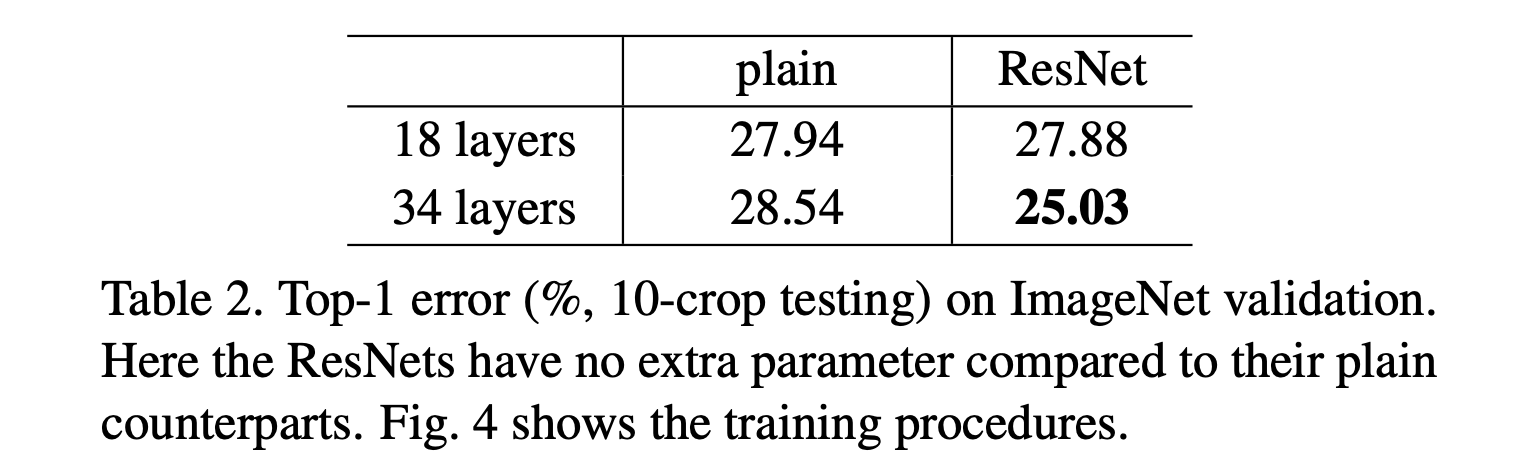 plain ResNet
18 layers 27.94 27.88
34 layers 28.54 25.03
Table 2. Top-1 error (%, 10-crop testing) on ImageNet validation.
Here the ResNets have no extra parameter compared to their plain
counterparts. Fig. 4 shows the training procedures.